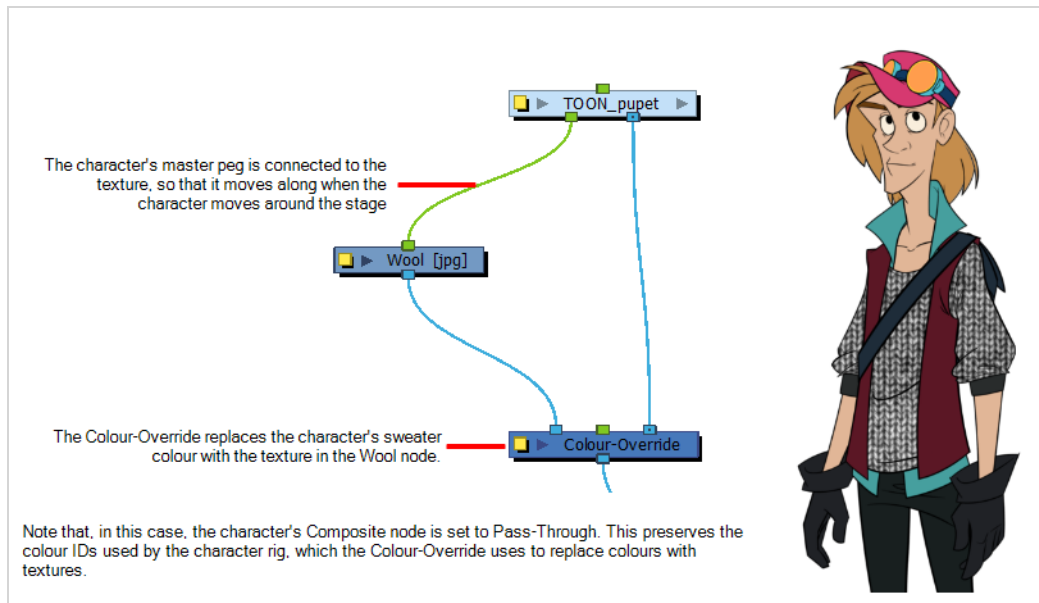 TOON_pupet
The character's master peg is connected to the
texture, so that it moves along when the
character moves around the stage
Wool [jpg]
The Colour-Override replaces the character's sweater
colour with the texture in the Wool node.
Colour-Override
Note that, in this case, the character's Composite node is set to Pass-Through. This preserves the
colour IDs used by the character rig, which the Colour-Override uses to replace colours with
textures.